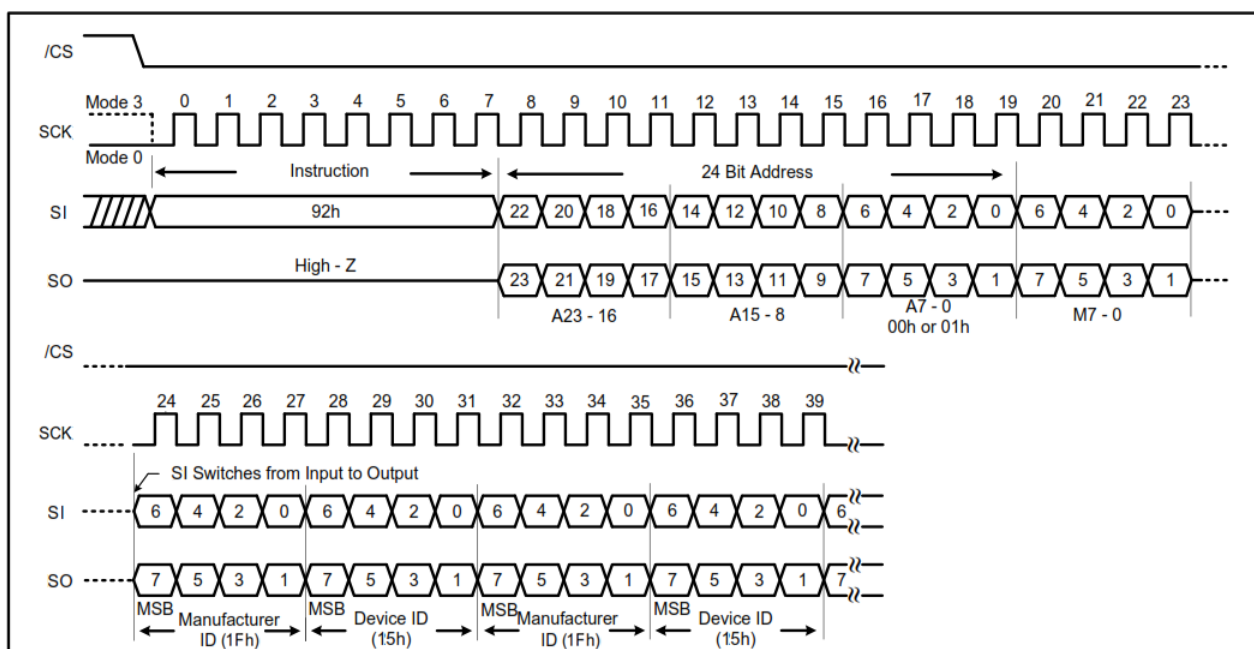 /CS
Mode 3 0 1 2 3 4 5 6 7 8 9 10 11 12 13 14 15 16 17 18 19 20 21 22 23
SCK
Mode 0
Instruction 24 Bit Address
SI 92h 22 20 18 16 14 12 10 8 6 4 2 0 6 4 2 0
High - Z
SO 23 21 19 17 15 13 11 9 7 5 3 1 7 5 3 1
A23 - 16 A15 - 8 A7 - 0 M7 - 0
00h or 01h
/CS
24 25 26 27 28 29 30 31 32 33 34 35 36 37 38 39
SCK
SI Switches from Input to Output
SI 6 4 2 0 6 4 2 0 6 4 2 0 6 4 2 0 6
SO 7 5 3 1 7 5 3 1 7 5 3 1 7 5 3 1 7
MSB MSB MSB MSB
Manufacturer Device ID Manufacturer Device ID
ID (1Fh) (15h) ID (1Fh) (15h)